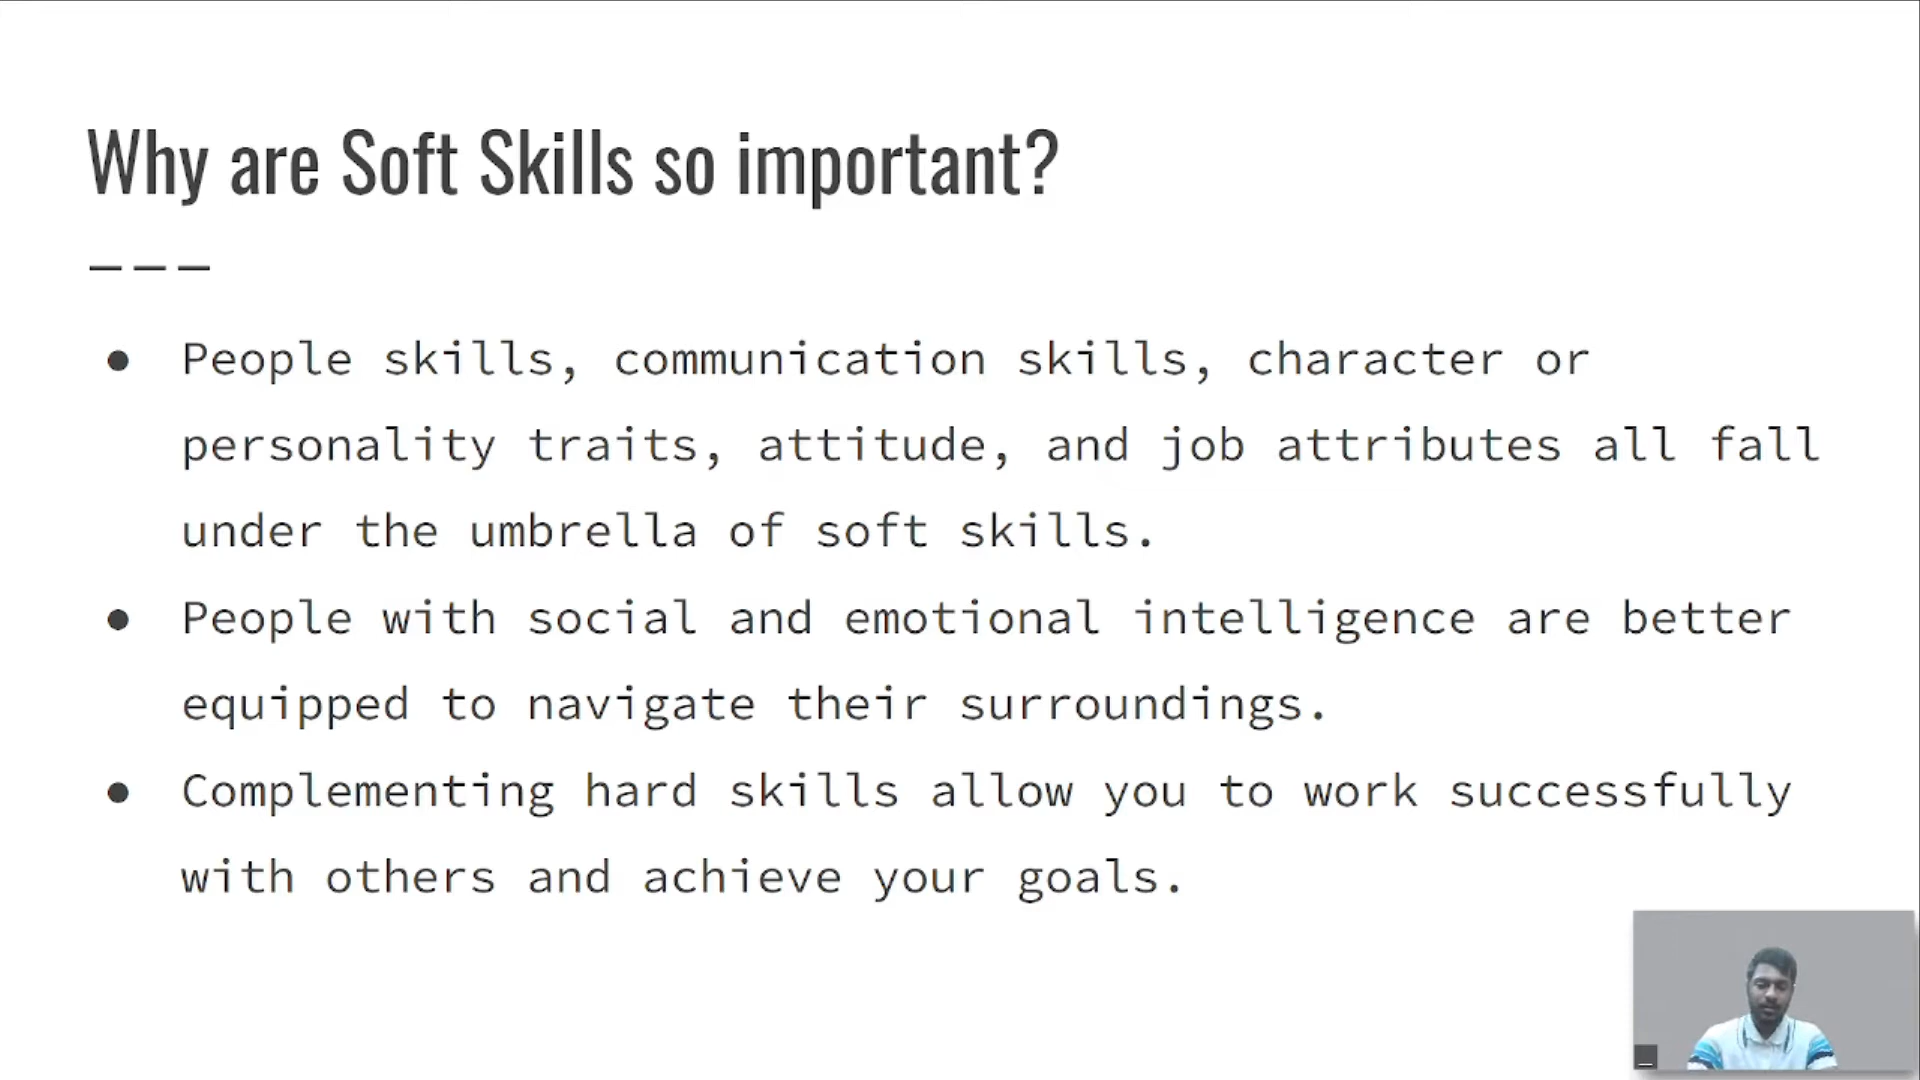 Why are Soft Skills so important?
● People skills, communication skills, character or
personality traits, attitude, and job attributes all fall
under the umbrella of soft skills.
● People with social and emotional intelligence are better
equipped to navigate their surroundings.
● Complementing hard skills allow you to work successfully
with others and achieve your goals.